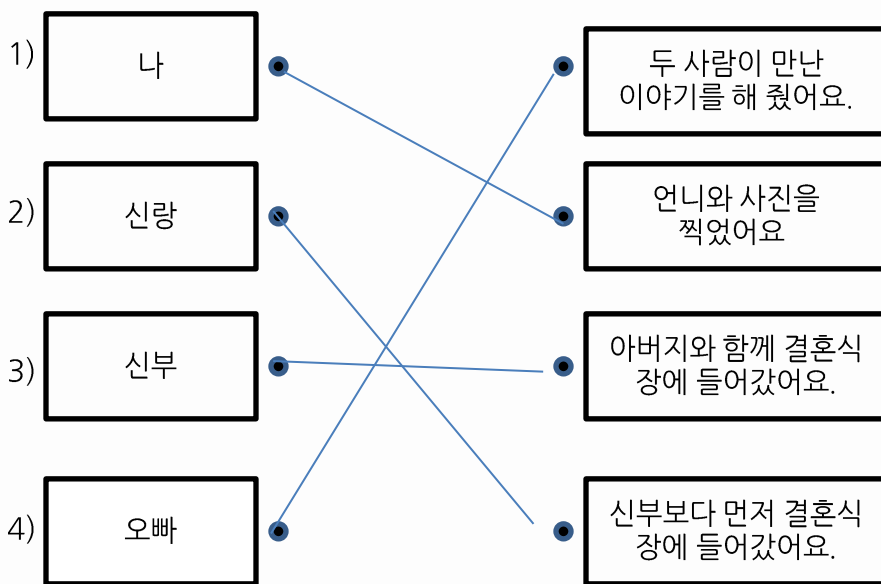 1)
나
두 사람이 만난
이야기를 해 줬어요.
2)
신랑
언니와 사진을
찍었어요
3)
신부
아버지와 함께 결혼식
장에 들어갔어요.
4)
오빠
신부보다 먼저 결혼식
장에 들어갔어요.